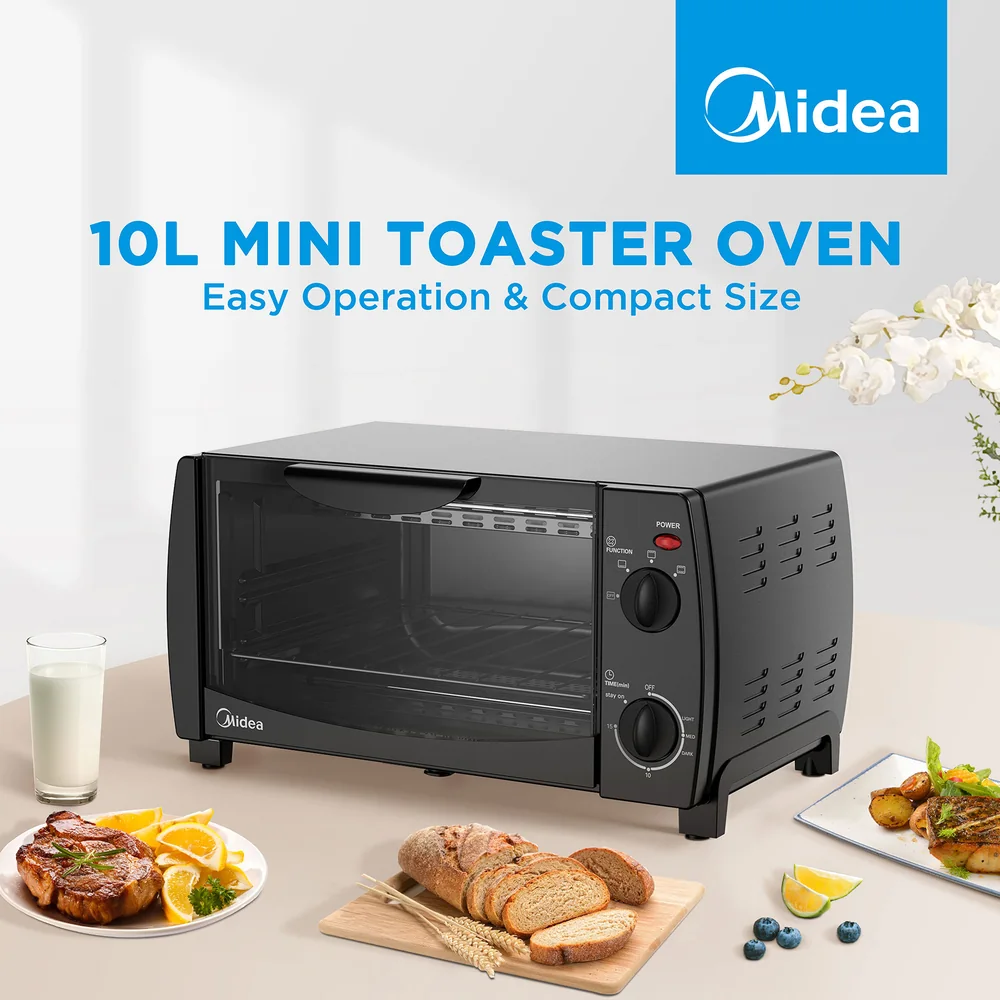 Midea
10L MINI TOASTER OVEN
Easy Operation & Compact Size
POWER
FUNCTION
OFF
TIME(min)
OFF
stay on
LIGHT
15
MED
DARK
10
Midea